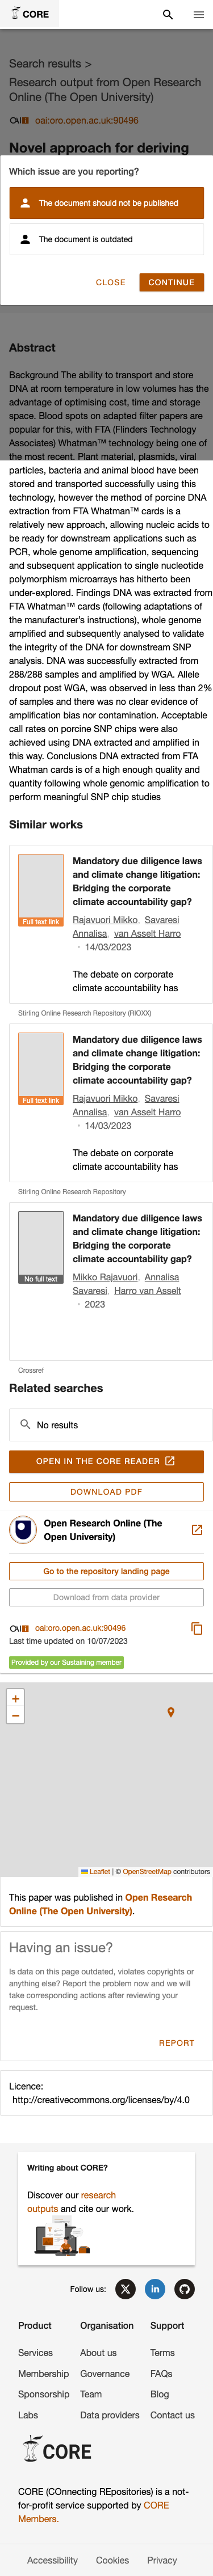 CORE
Search results >
Research output from Open Research
Online (The Open University)
OAI oai:oro.open.ac.uk:90496
Novel approach for deriving
Which issue are you reporting?
The document should not be published
The document is outdated
CLOSE
CONTINUE
Abstract
Background The ability to transport and store
DNA at room temperature in low volumes has the
advantage of optimising cost, time and storage
space. Blood spots on adapted filter papers are
popular for this, with FTA (Flinders Technology
Associates) Whatman™ technology being one of
the most recent. Plant material, plasmids, viral
particles, bacteria and animal blood have been
stored and transported successfully using this
technology, however the method of porcine DNA
extraction from FTA Whatman™ cards is a
relatively new approach, allowing nucleic acids to
be ready for downstream applications such as
PCR, whole genome amplification, sequencing
and subsequent application to single nucleotide
polymorphism microarrays has hitherto been
under-explored. Findings DNA was extracted from
FTA Whatman™ cards (following adaptations of
the manufacturer's instructions), whole genome
amplified and subsequently analysed to validate
the integrity of the DNA for downstream SNP
analysis. DNA was successfully extracted from
288/288 samples and amplified by WGA. Allele
dropout post WGA, was observed in less than 2%
of samples and there was no clear evidence of
amplification bias nor contamination. Acceptable
call rates on porcine SNP chips were also
achieved using DNA extracted and amplified in
this way. Conclusions DNA extracted from FTA
Whatman cards is of a high enough quality and
quantity following whole genomic amplification to
perform meaningful SNP chip studies
Similar works
Full text link
Mandatory due diligence laws
and climate change litigation:
Bridging the corporate
climate accountability gap?
Rajavuori Mikko, Savaresi
Annalisa, van Asselt Harro
• 14/03/2023
The debate on corporate
climate accountability has
Stirling Online Research Repository (RIOXX)
Full text link
Mandatory due diligence laws
and climate change litigation:
Bridging the corporate
climate accountability gap?
Rajavuori Mikko, Savaresi
Annalisa, van Asselt Harro
• 14/03/2023
The debate on corporate
climate accountability has
Stirling Online Research Repository
No full text
Mandatory due diligence laws
and climate change litigation:
Bridging the corporate
climate accountability gap?
Mikko Rajavuori, Annalisa
Savaresi, Harro van Asselt
• 2023
Crossref
Related searches
No results
OPEN IN THE CORE READER
DOWNLOAD PDF
Open Research Online (The
Open University)
Go to the repository landing page
Download from data provider
OAI oai:oro.open.ac.uk:90496
Last time updated on 10/07/2023
Provided by our Sustaining member
+
−
Leaflet | © OpenStreetMap contributors
This paper was published in Open Research
Online (The Open University).
Having an issue?
Is data on this page outdated, violates copyrights or
anything else? Report the problem now and we will
take corresponding actions after reviewing your
request.
REPORT
Licence:
http://creativecommons.org/licenses/by/4.0
Writing about CORE?
Discover our research
outputs and cite our work.
Follow us:
in
Product Organisation Support
Services About us Terms
Membership Governance FAQs
Sponsorship Team Blog
Labs Data providers Contact us
CORE
CORE (COnnecting REpositories) is a not-
for-profit service supported by CORE
Members.
Accessibility Cookies Privacy